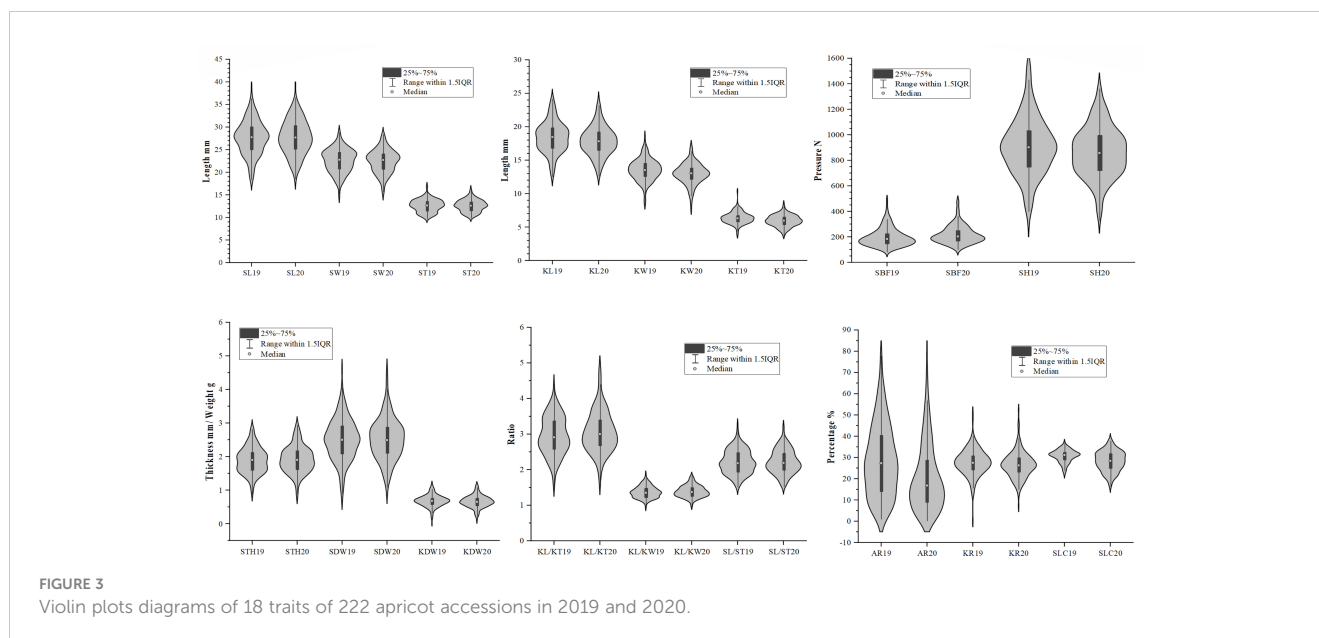 45
40
35
30
25
20
15
10
5
0
Length mm
25%~75%
Range within 1.5IQR
Median
SL19 SL20 SW19 SW20 ST19 ST20
30
25
20
15
10
5
0
Length mm
25%~75%
Range within 1.5IQR
Median
KL19 KL20 KW19 KW20 KT19 KT20
1600
1400
1200
1000
800
600
400
200
0
Pressure N
25%~75%
Range within 1.5IQR
Median
SBF19 SBF20 SH19 SH20
6
5
4
3
2
1
0
Thickness mm/Weight g
25%~75%
Range within 1.5IQR
Median
STH19 STH20 SDW19 SDW20 KDW19 KDW20
6
5
4
3
2
1
0
Ratio
25%~75%
Range within 1.5IQR
Median
KL/KT19 KL/KT20 KL/KW19 KL/KW20 SL/ST19 SL/ST20
90
80
70
60
50
40
30
20
10
0
-10
Percentage %
25%~75%
Range within 1.5IQR
Median
AR19 AR20 KR19 KR20 SLC19 SLC20
FIGURE 3
Violin plots diagrams of 18 traits of 222 apricot accessions in 2019 and 2020.